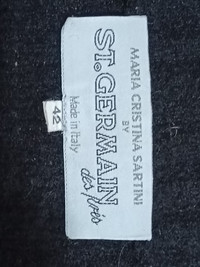 MARIA CRISTINA SARTINI
BY
ST. GERMAIN
des prés
Made in Italy
42